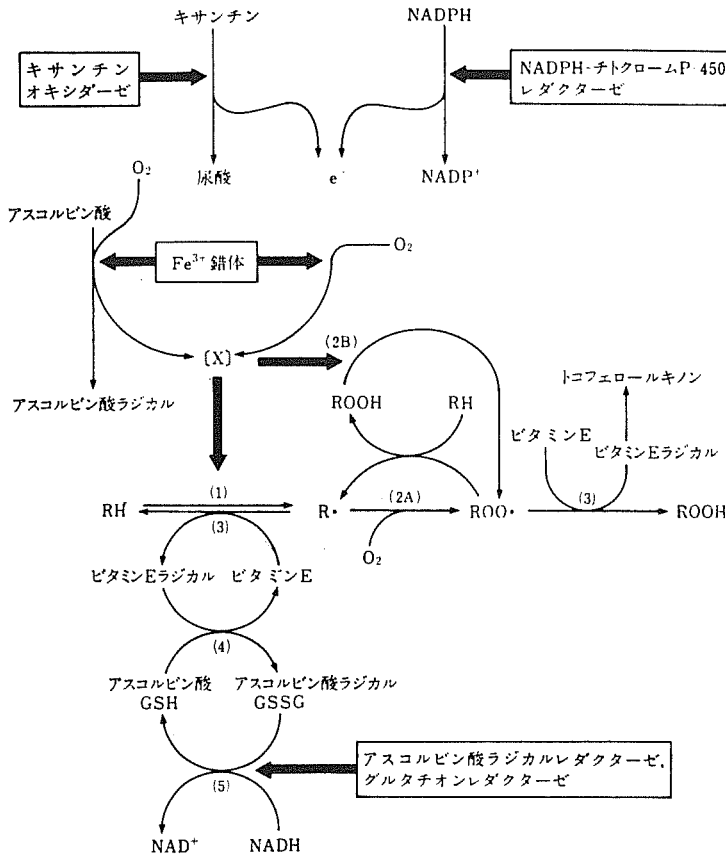 キサンチン
NADPH
キサンチン
オキシダーゼ
NADPH-チトクロームP-450
レダクターゼ
尿酸
e⁻
NADP⁺
O₂
アスコルビン酸
Fe³⁺ 錯体
O₂
〔X〕
(2B)
アスコルビン酸ラジカル
ROOH
RH
トコフェロールキノン
ビタミンE
ビタミンEラジカル
(1)
RH
(3)
R・
(2A)
O₂
ROO・
(3)
ROOH
ビタミンEラジカル
ビタミンE
(4)
アスコルビン酸
GSH
アスコルビン酸ラジカル
GSSG
アスコルビン酸ラジカルレダクターゼ,
グルタチオンレダクターゼ
(5)
NAD⁺
NADH